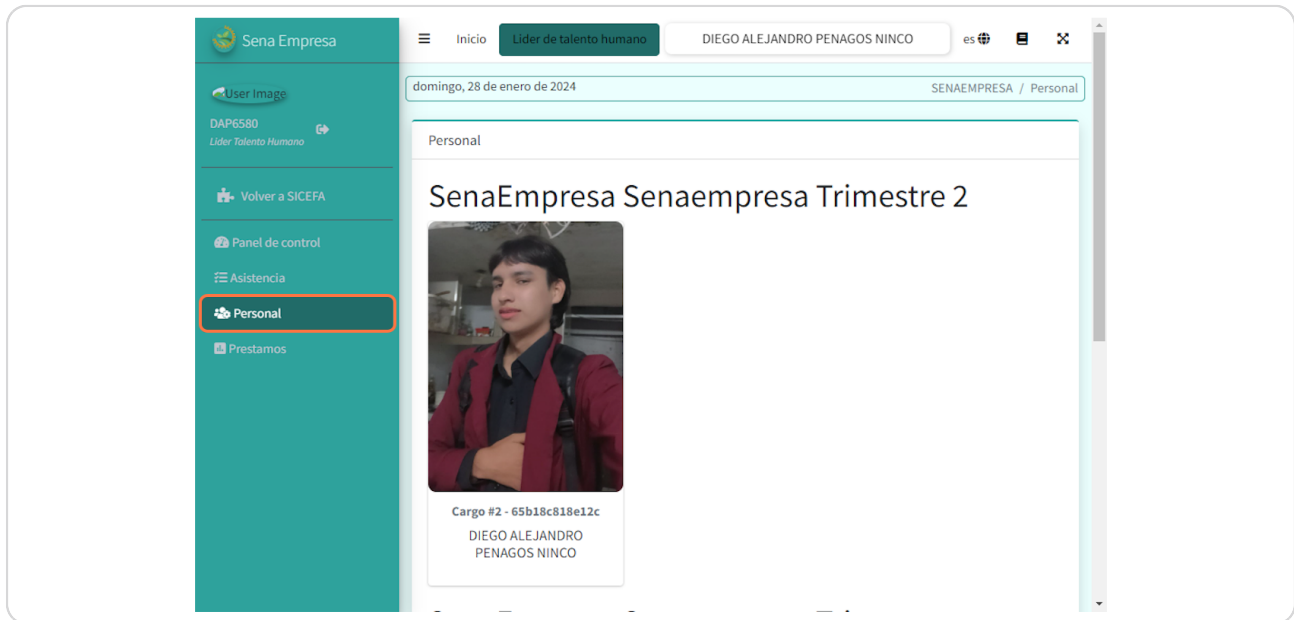 Sena Empresa
Inicio
Lider de talento humano
DIEGO ALEJANDRO PENAGOS NINCO
es
User Image
DAP6580
Lider Talento Humano
Volver a SICEFA
Panel de control
Asistencia
Personal
Prestamos
domingo, 28 de enero de 2024
SENAEMPRESA / Personal
Personal
SenaEmpresa Senaempresa Trimestre 2
Cargo #2 - 65b18c818e12c
DIEGO ALEJANDRO
PENAGOS NINCO